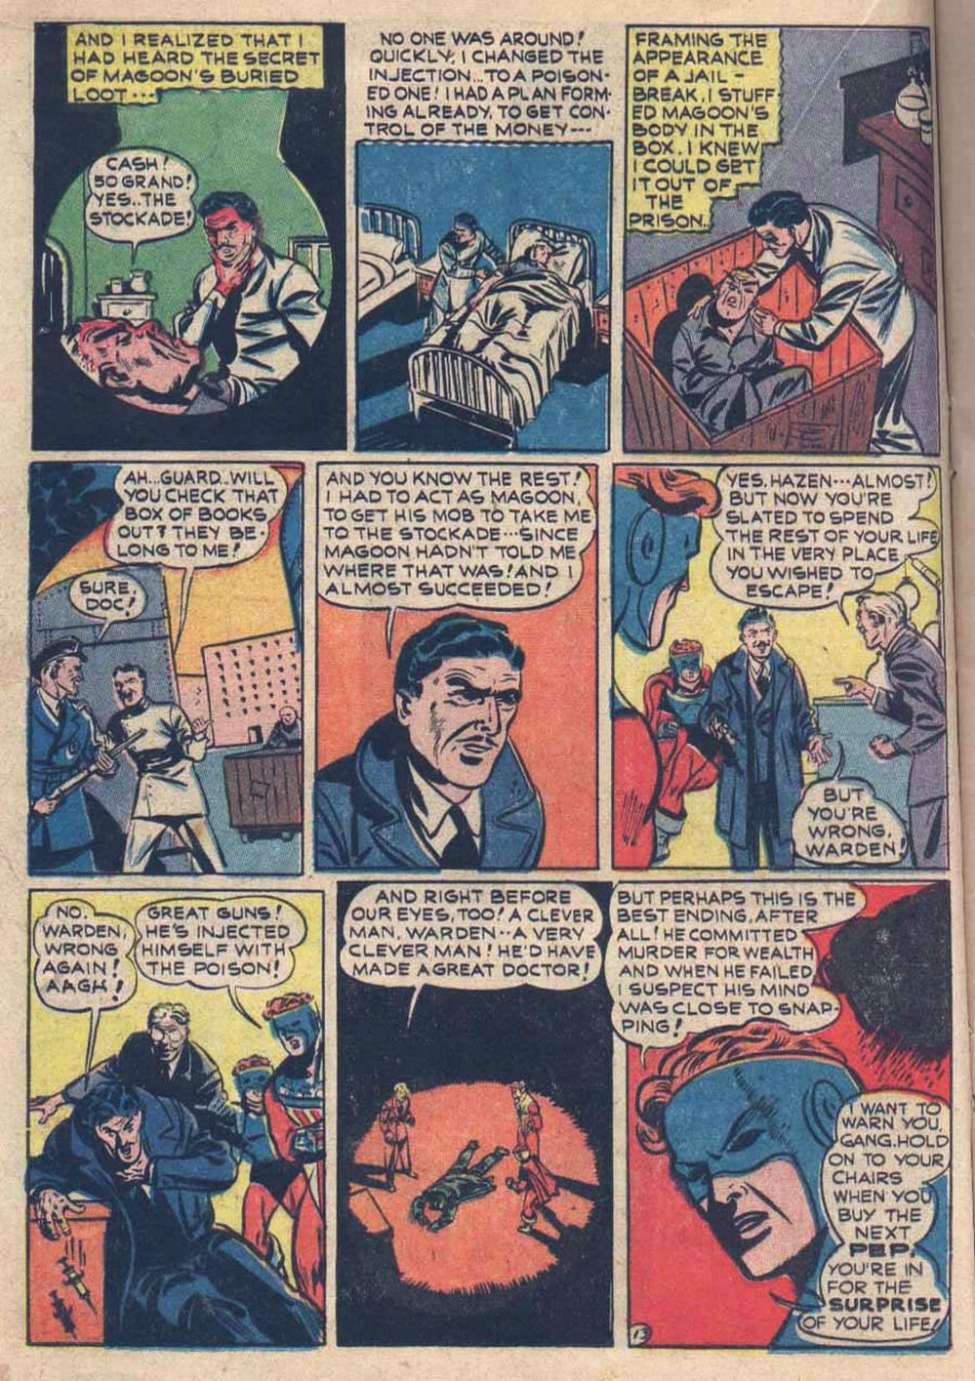 AND I REALIZED THAT I
HAD HEARD THE SECRET
OF MAGOON'S BURIED
LOOT ---
CASH!
50 GRAND!
YES..THE
STOCKADE!
NO ONE WAS AROUND!
QUICKLY, I CHANGED THE
INJECTION...TO A POISON-
ED ONE! I HAD A PLAN FORM-
ING ALREADY, TO GET CON-
TROL OF THE MONEY---
FRAMING THE
APPEARANCE
OF A JAIL-
BREAK, I STUFF-
ED MAGOON'S
BODY IN THE
BOX. I KNEW
I COULD GET
IT OUT OF
THE
PRISON.
AH...GUARD...WILL
YOU CHECK THAT
BOX OF BOOKS
OUT? THEY BE-
LONG TO ME!
SURE,
DOC!
AND YOU KNOW THE REST!
I HAD TO ACT AS MAGOON,
TO GET HIS MOB TO TAKE ME
TO THE STOCKADE---SINCE
MAGOON HADN'T TOLD ME
WHERE THAT WAS! AND I
ALMOST SUCCEEDED!
YES, HAZEN---ALMOST!
BUT NOW YOU'RE
SLATED TO SPEND
THE REST OF YOUR LIFE
IN THE VERY PLACE
YOU WISHED TO
ESCAPE!
BUT
YOU'RE
WRONG,
WARDEN!
NO,
WARDEN,
WRONG
AGAIN!
AAGH!
GREAT GUNS!
HE'S INJECTED
HIMSELF WITH
THE POISON!
AND RIGHT BEFORE
OUR EYES, TOO! A CLEVER
MAN, WARDEN--A VERY
CLEVER MAN! HE'D HAVE
MADE A GREAT DOCTOR!
BUT PERHAPS THIS IS THE
BEST ENDING, AFTER
ALL! HE COMMITTED
MURDER FOR WEALTH
AND WHEN HE FAILED,
I SUSPECT HIS MIND
WAS CLOSE TO SNAP-
PING!
I WANT TO
WARN YOU,
GANG, HOLD
ON TO YOUR
CHAIRS
WHEN YOU
BUY THE
NEXT
PEP.
YOU'RE IN
FOR THE
SURPRISE
OF YOUR LIFE!
13